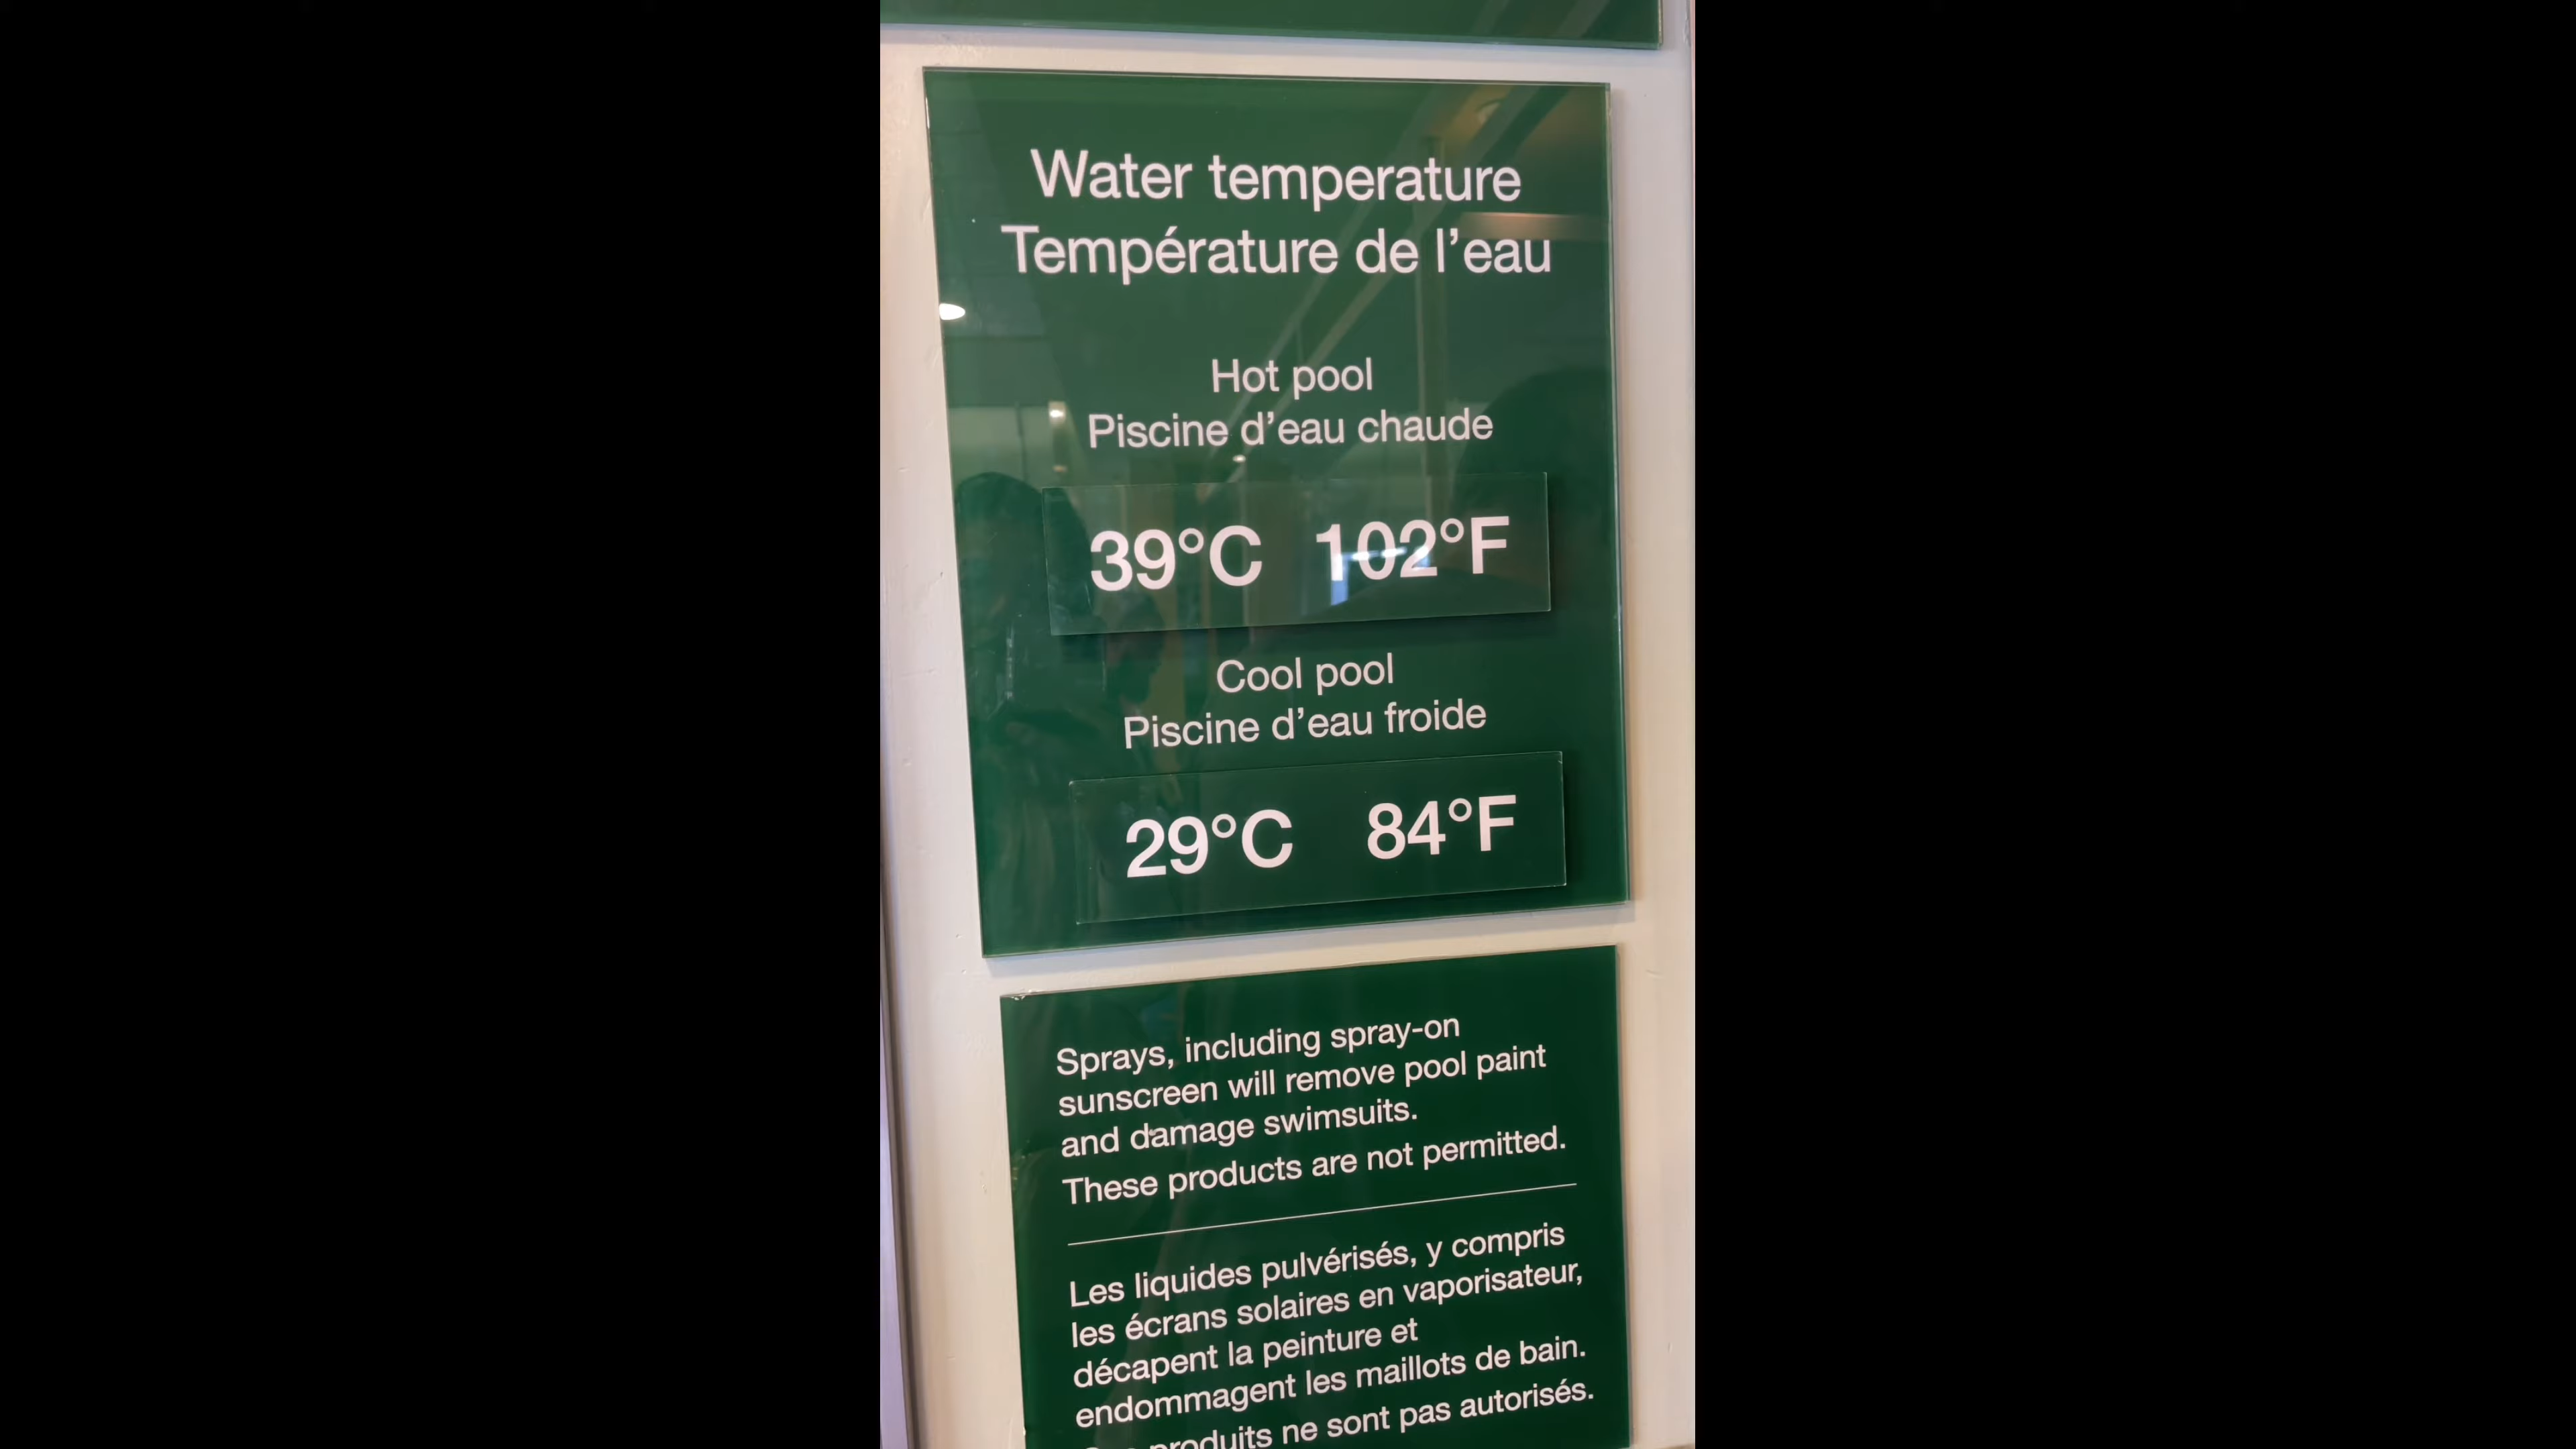 Water temperature
Température de l'eau
Hot pool
Piscine d'eau chaude
39°C 102°F
Cool pool
Piscine d'eau froide
29°C 84°F
Sprays, including spray-on
sunscreen will remove pool paint
and damage swimsuits.
These products are not permitted.
Les liquides pulvérisés, y compris
les écrans solaires en vaporisateur,
décapent la peinture et
endommagent les maillots de bain.
produits ne sont pas autorisés.